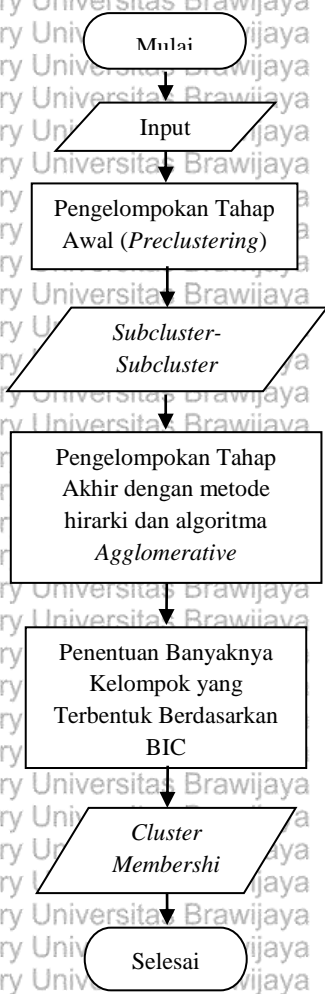 Mulai
Input
Pengelompokan Tahap
Awal (Preclustering)
Subcluster-
Subcluster
Pengelompokan Tahap
Akhir dengan metode
hirarki dan algoritma
Agglomerative
Penentuan Banyaknya
Kelompok yang
Terbentuk Berdasarkan
BIC
Cluster
Membershi
Selesai